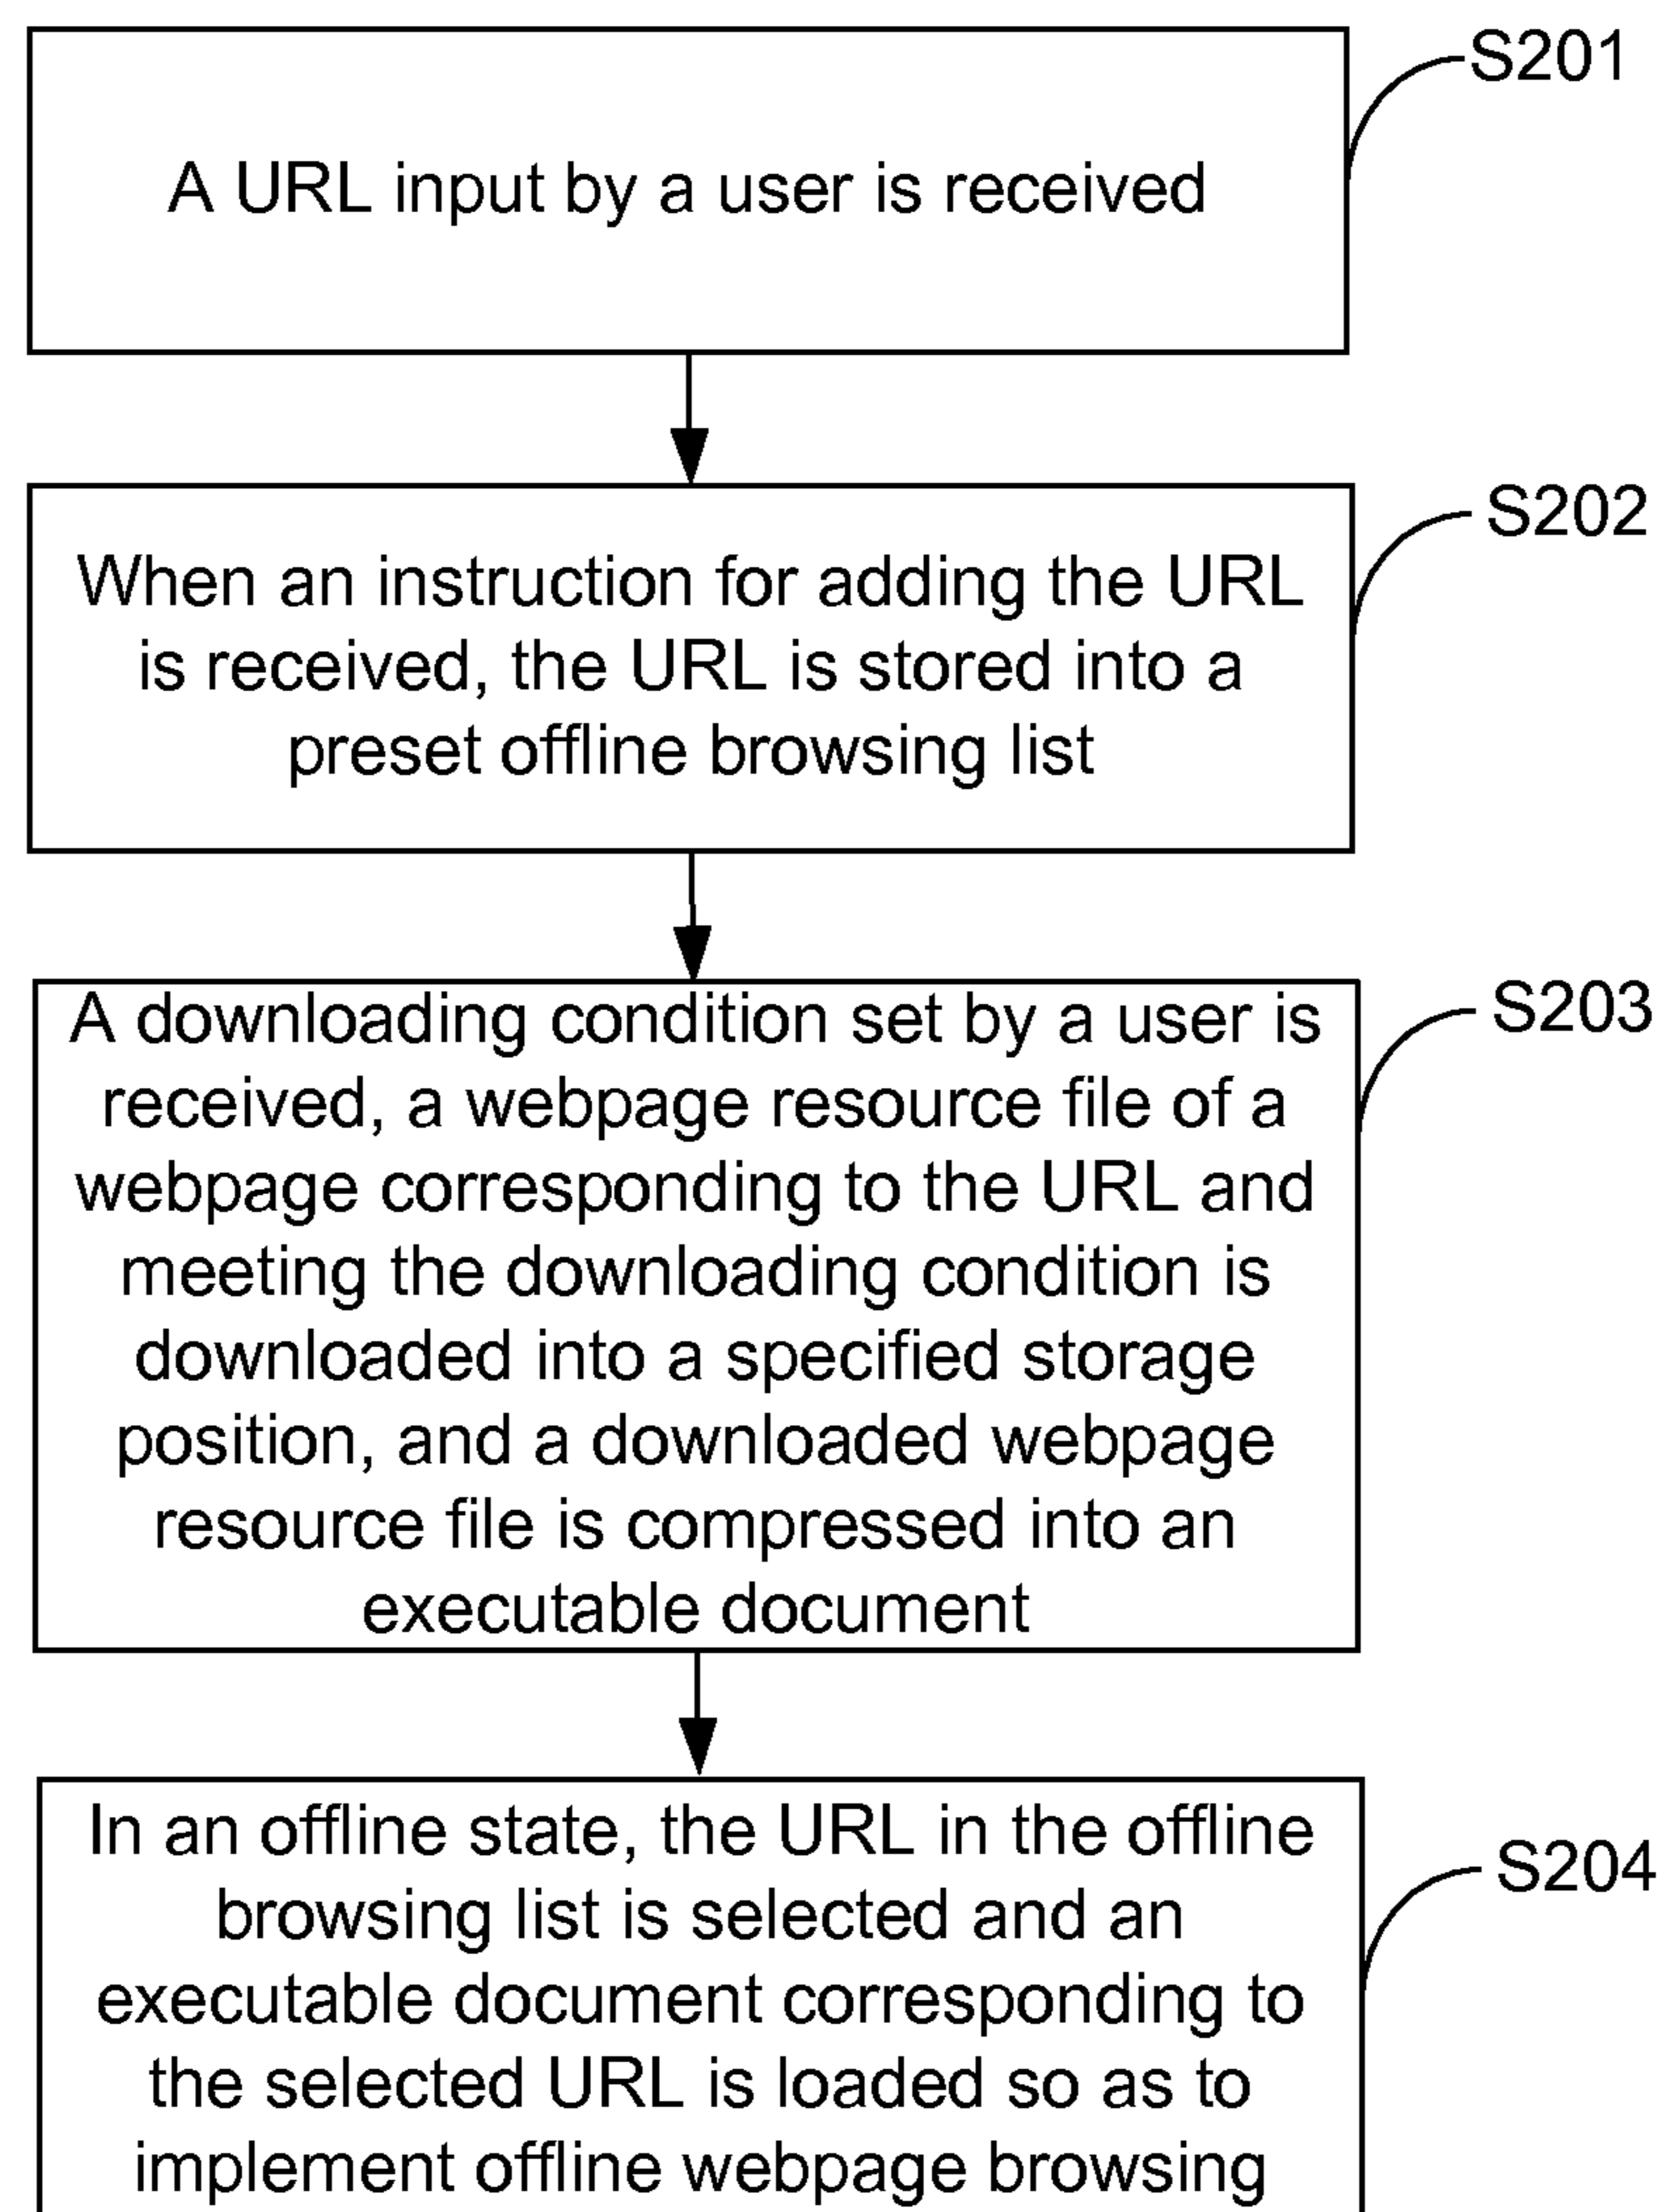 S201
A URL input by a user is received
S202
When an instruction for adding the URL
is received, the URL is stored into a
preset offline browsing list
S203
A downloading condition set by a user is
received, a webpage resource file of a
webpage corresponding to the URL and
meeting the downloading condition is
downloaded into a specified storage
position, and a downloaded webpage
resource file is compressed into an
executable document
S204
In an offline state, the URL in the offline
browsing list is selected and an
executable document corresponding to
the selected URL is loaded so as to
implement offline webpage browsing